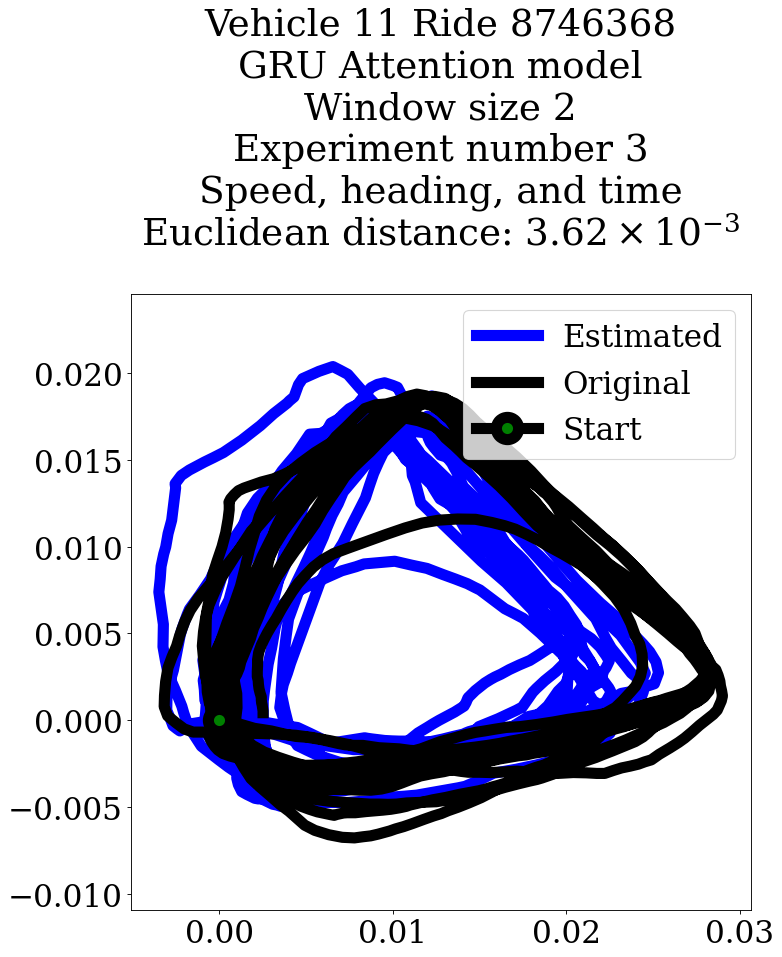 Vehicle 11 Ride 8746368
GRU Attention model
Window size 2
Experiment number 3
Speed, heading, and time
Euclidean distance: 3.62 × 10⁻³
Estimated
Original
Start
0.020
0.015
0.010
0.005
0.000
−0.005
−0.010
0.00 0.01 0.02 0.03